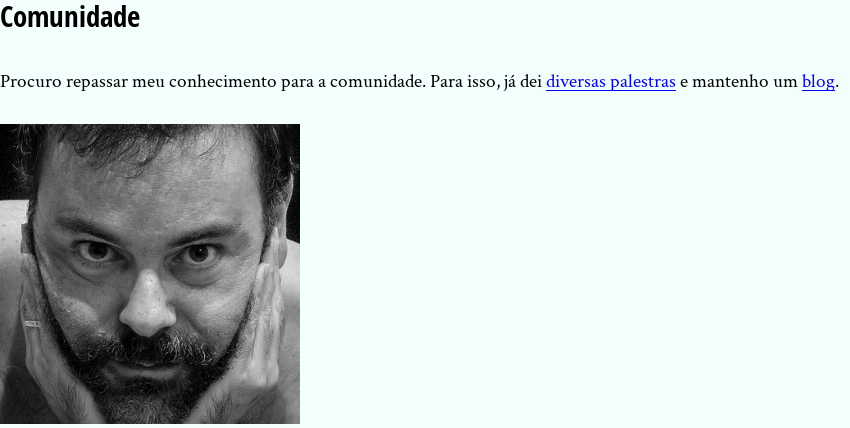 Comunidade
Procuro repassar meu conhecimento para a comunidade. Para isso, já dei diversas palestras e mantenho um blog.